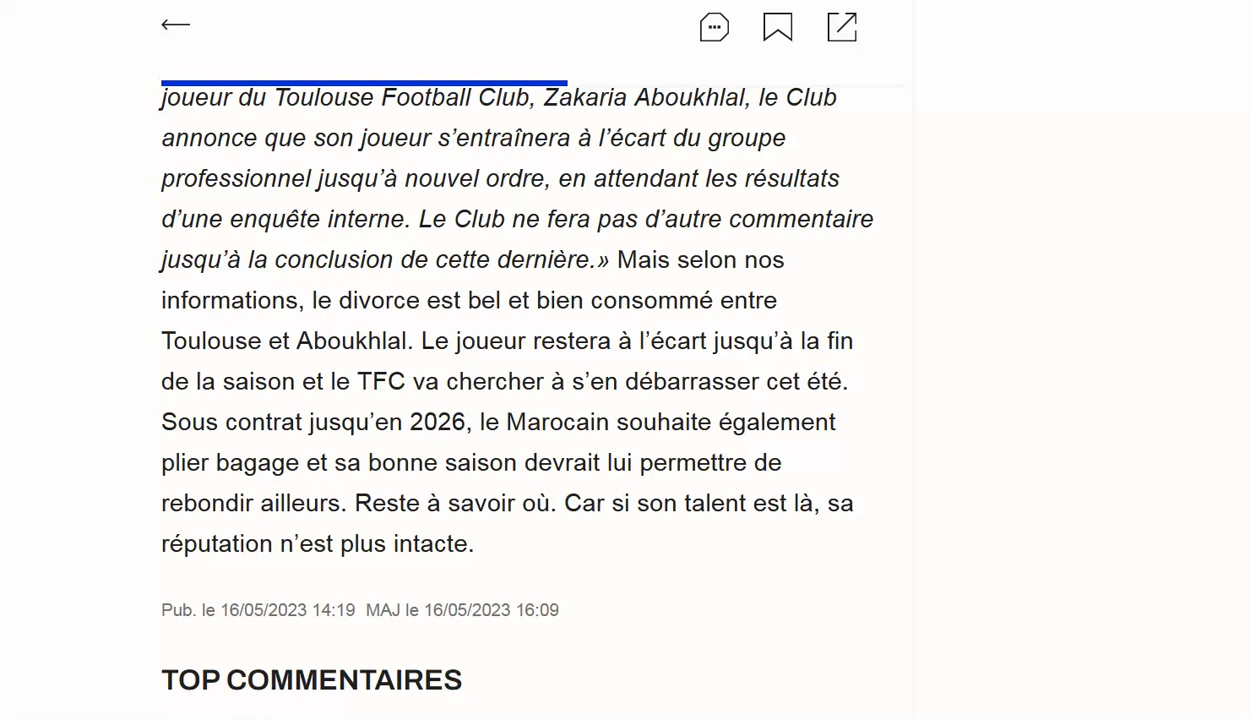 joueur du Toulouse Football Club, Zakaria Aboukhlal, le Club
annonce que son joueur s’entraînera à l’écart du groupe
professionnel jusqu’à nouvel ordre, en attendant les résultats
d’une enquête interne. Le Club ne fera pas d’autre commentaire
jusqu’à la conclusion de cette dernière.» Mais selon nos
informations, le divorce est bel et bien consommé entre
Toulouse et Aboukhlal. Le joueur restera à l’écart jusqu’à la fin
de la saison et le TFC va chercher à s’en débarrasser cet été.
Sous contrat jusqu’en 2026, le Marocain souhaite également
plier bagage et sa bonne saison devrait lui permettre de
rebondir ailleurs. Reste à savoir où. Car si son talent est là, sa
réputation n’est plus intacte.
Pub. le 16/05/2023 14:19 MAJ le 16/05/2023 16:09
TOP COMMENTAIRES